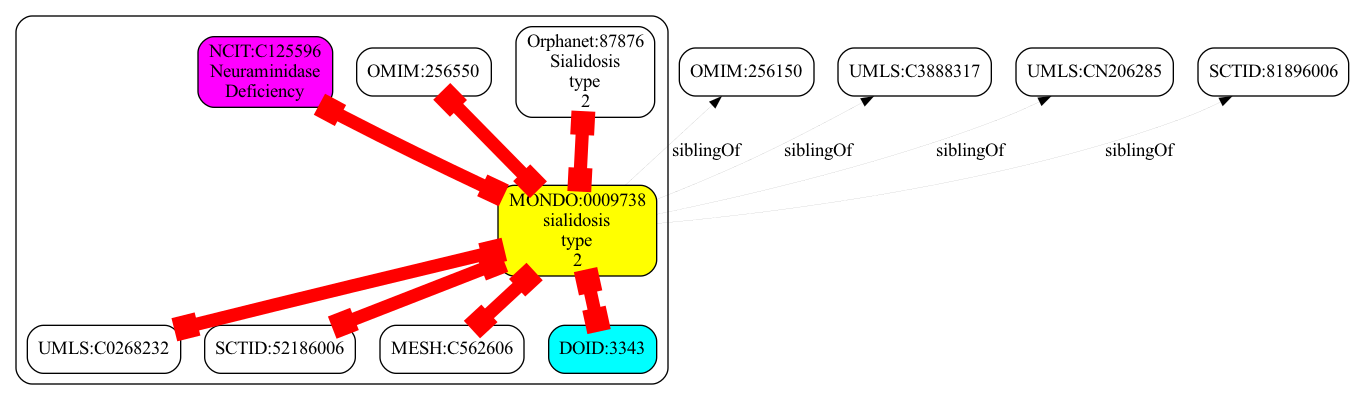 NCIT:C125596
Neuraminidase
Deficiency
OMIM:256550
Orphanet:87876
Sialidosis
type
2
OMIM:256150
UMLS:C3888317
UMLS:CN206285
SCTID:81896006
siblingOf
siblingOf
siblingOf
siblingOf
MONDO:0009738
sialidosis
type
2
UMLS:C0268232
SCTID:52186006
MESH:C562606
DOID:3343